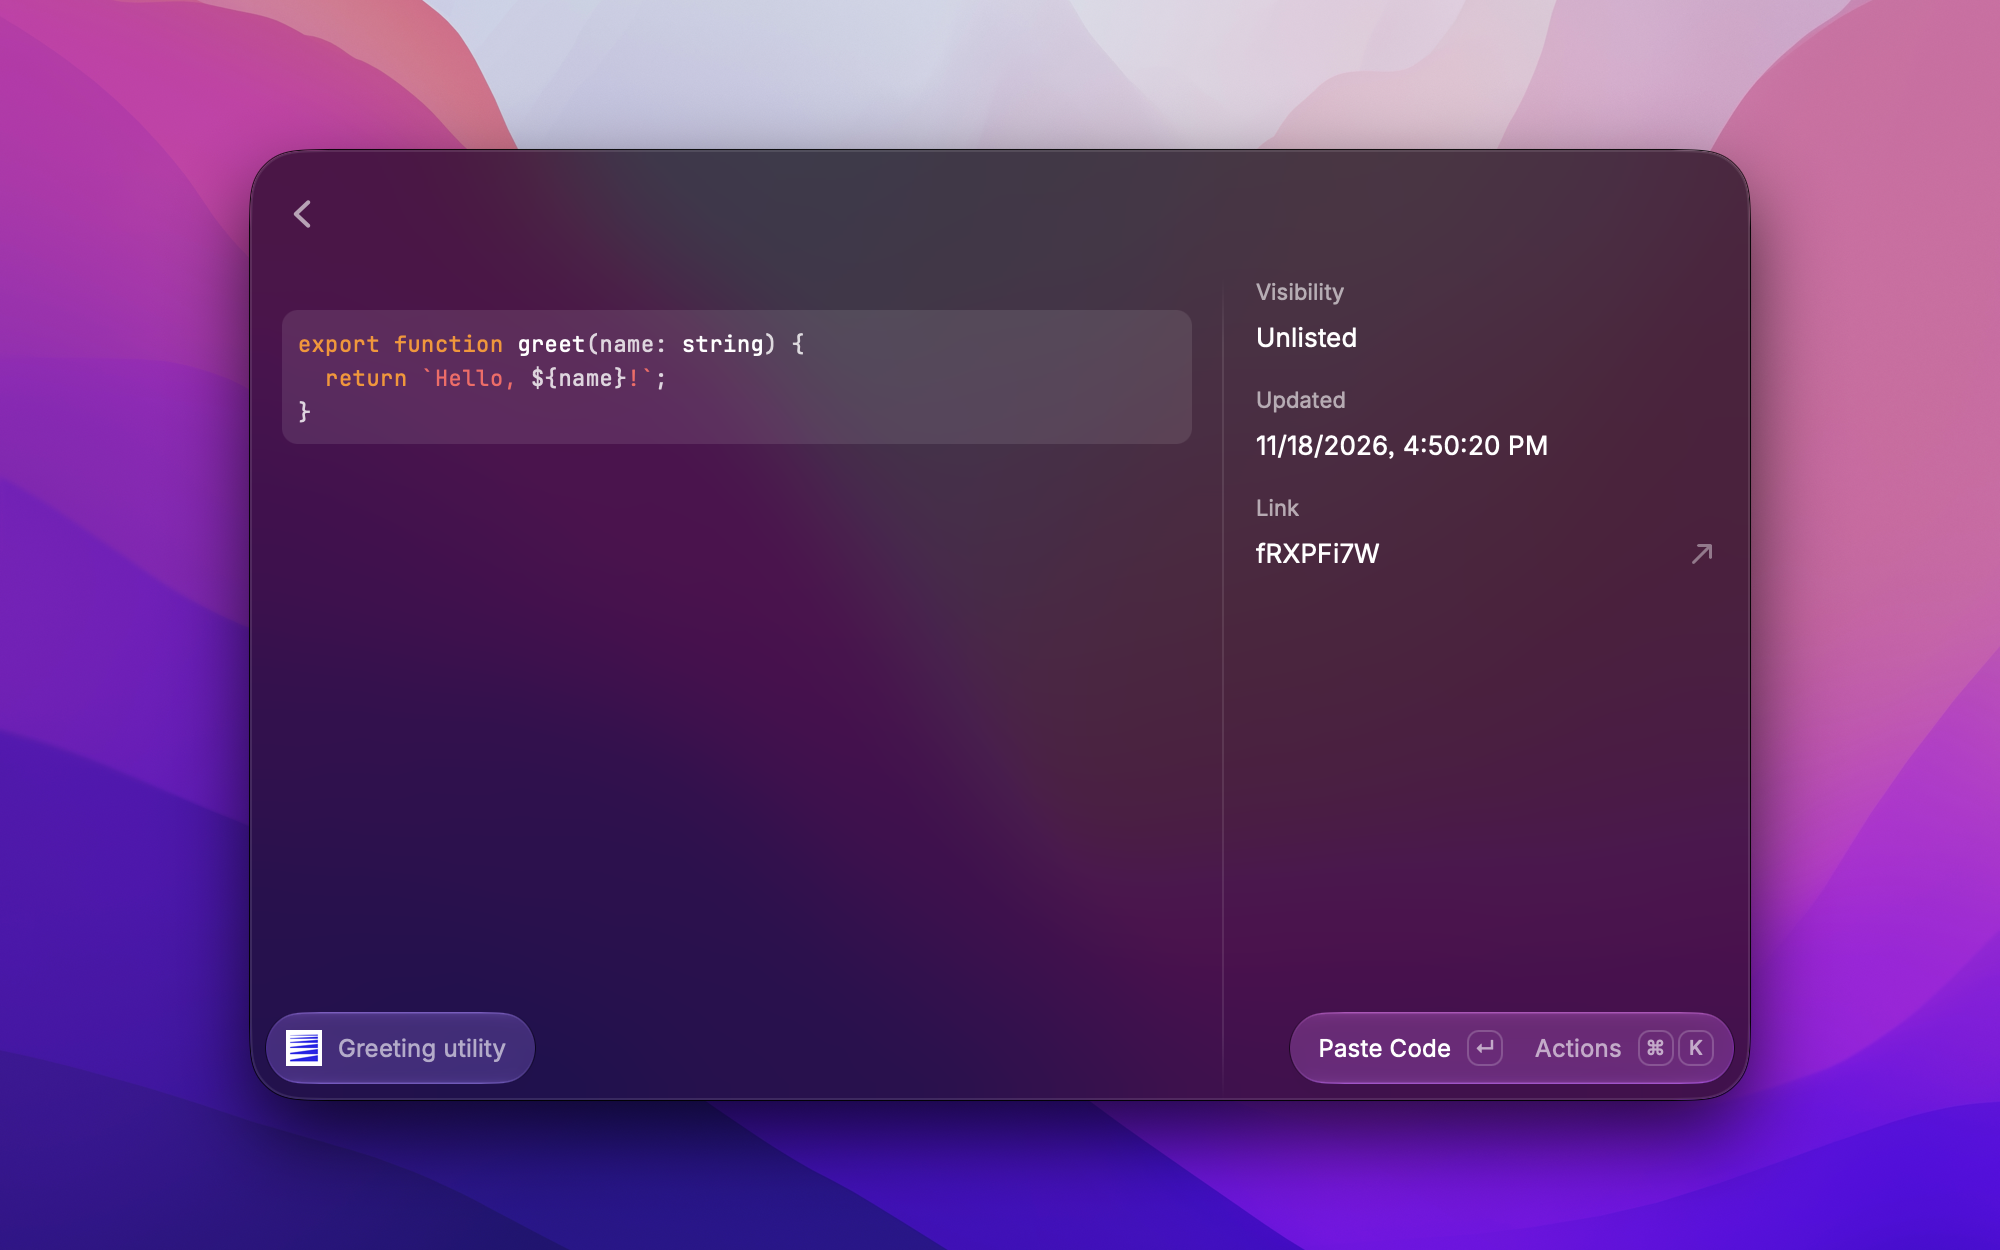 export function greet(name: string) {
  return `Hello, ${name}!`;
}
Visibility
Unlisted
Updated
11/18/2026, 4:50:20 PM
Link
fRXPFi7W
Greeting utility
Paste Code ↵ Actions ⌘ K